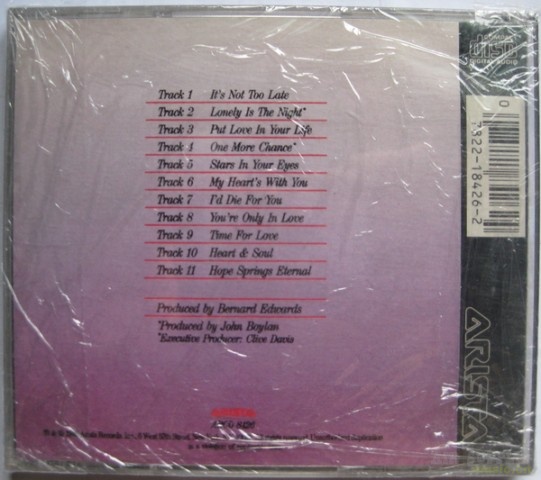 Track 1 It's Not Too Late
Track 2 Lonely Is The Night*
Track 3 Put Love In Your Life
Track 4 One More Chance*
Track 5 Stars In Your Eyes
Track 6 My Heart's With You
Track 7 I'd Die For You
Track 8 You're Only In Love
Track 9 Time For Love
Track 10 Heart & Soul
Track 11 Hope Springs Eternal
Produced by Bernard Edwards
*Produced by John Boylan
*Executive Producer: Clive Davis
ARISTA
disc
DIGITAL AUDIO
0
7822-18426-2
ARISTA